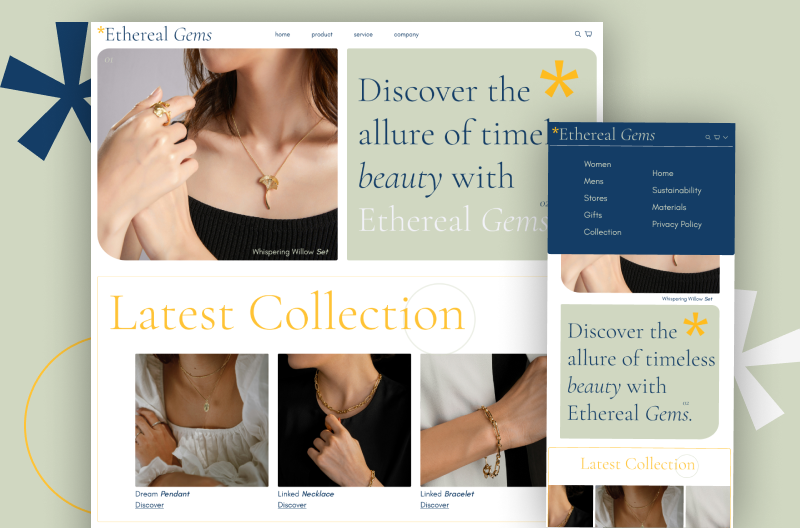 *Ethereal Gems
home product service company
01
Discover the *
allure of timel
beauty with
02
Ethereal Gems
Whispering Willow Set
Latest Collection
Dream Pendant
Discover
Linked Necklace
Discover
Linked Bracelet
Discover
*Ethereal Gems
Women
Mens
Stores
Gifts
Collection
Home
Sustainability
Materials
Privacy Policy
Whispering Willow Set
Discover the *
allure of timeless
beauty with
02
Ethereal Gems.
Latest Collection